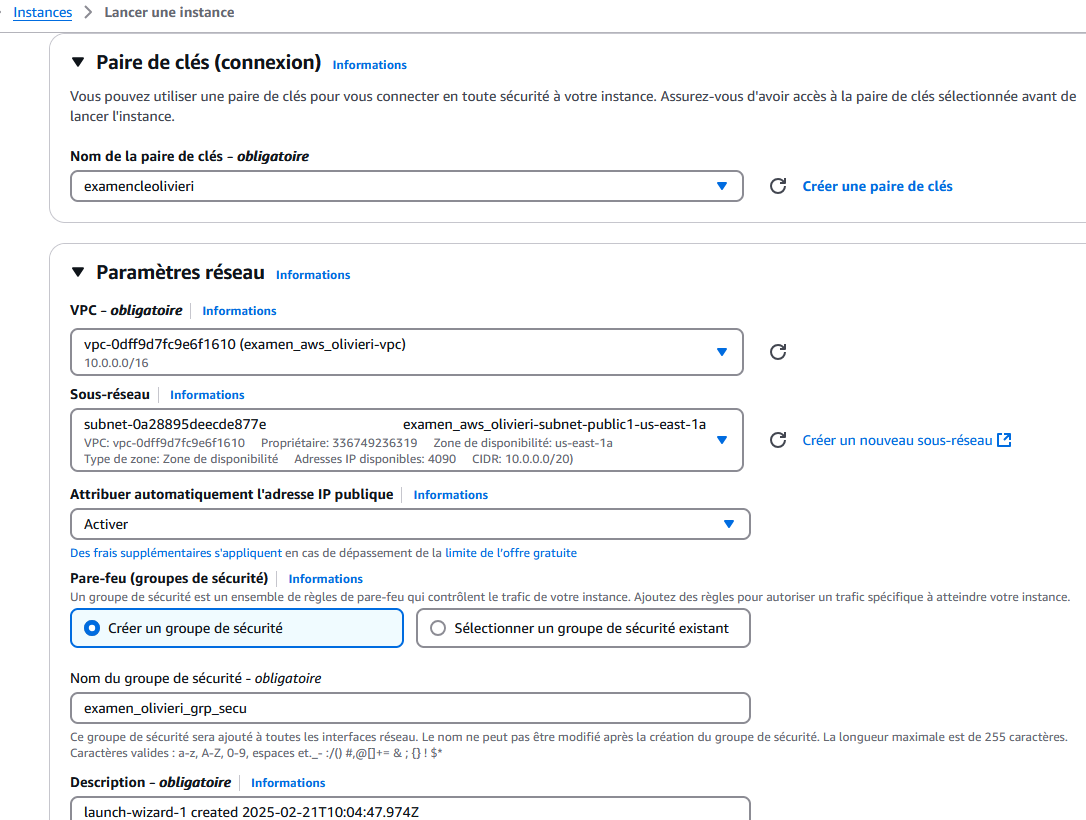 Instances > Lancer une instance
Paire de clés (connexion) Informations
Vous pouvez utiliser une paire de clés pour vous connecter en toute sécurité à votre instance. Assurez-vous d'avoir accès à la paire de clés sélectionnée avant de
lancer l'instance.
Nom de la paire de clés – obligatoire
examencleolivieri
Créer une paire de clés
Paramètres réseau Informations
VPC – obligatoire Informations
vpc-0dff9d7fc9e6f1610 (examen_aws_olivieri-vpc)
10.0.0.0/16
Sous-réseau Informations
subnet-0a28895deecde877e examen_aws_olivieri-subnet-public1-us-east-1a
VPC: vpc-0dff9d7fc9e6f1610 Propriétaire: 336749236319 Zone de disponibilité: us-east-1a
Type de zone: Zone de disponibilité Adresses IP disponibles: 4090 CIDR: 10.0.0.0/20)
Créer un nouveau sous-réseau
Attribuer automatiquement l'adresse IP publique Informations
Activer
Des frais supplémentaires s'appliquent en cas de dépassement de la limite de l'offre gratuite
Pare-feu (groupes de sécurité) Informations
Un groupe de sécurité est un ensemble de règles de pare-feu qui contrôlent le trafic de votre instance. Ajoutez des règles pour autoriser un trafic spécifique à atteindre votre instance.
Créer un groupe de sécurité
Sélectionner un groupe de sécurité existant
Nom du groupe de sécurité - obligatoire
examen_olivieri_grp_secu
Ce groupe de sécurité sera ajouté à toutes les interfaces réseau. Le nom ne peut pas être modifié après la création du groupe de sécurité. La longueur maximale est de 255 caractères.
Caractères valides : a-z, A-Z, 0-9, espaces et._- :/() #,@[]+= & ; {} ! $*
Description – obligatoire Informations
launch-wizard-1 created 2025-02-21T10:04:47.974Z